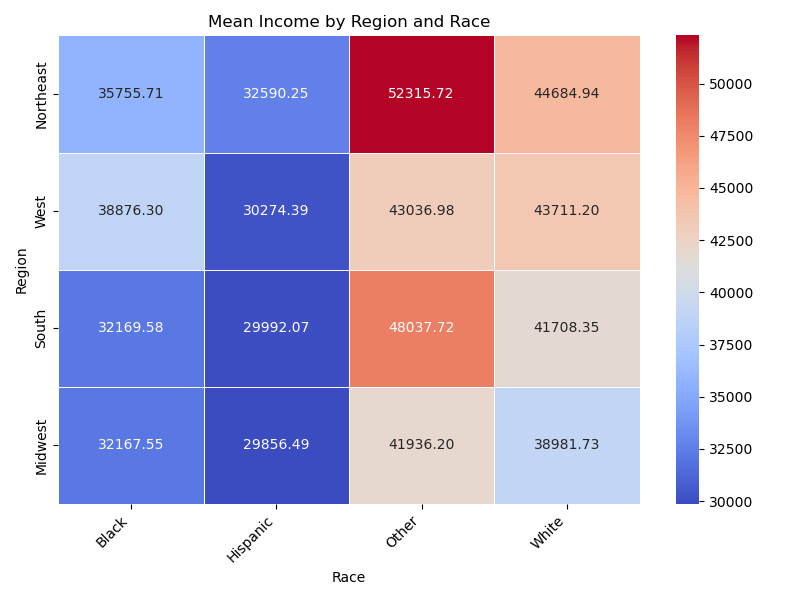 Mean Income by Region and Race
Northeast 35755.71 32590.25 52315.72 44684.94
West 38876.30 30274.39 43036.98 43711.20
South 32169.58 29992.07 48037.72 41708.35
Midwest 32167.55 29856.49 41936.20 38981.73
Region
Black Hispanic Other White
Race
50000
47500
45000
42500
40000
37500
35000
32500
30000